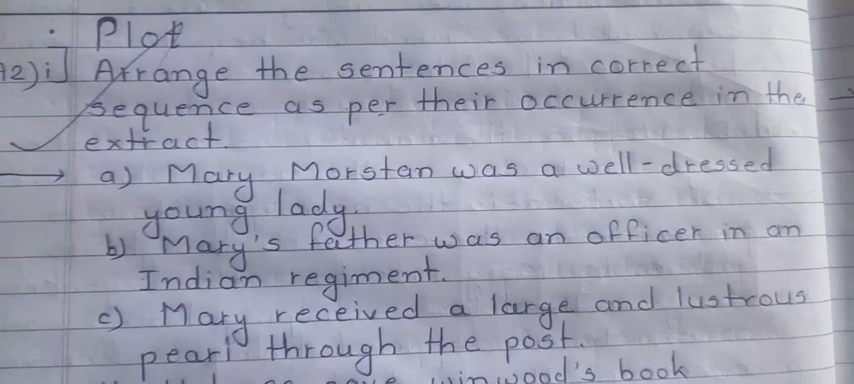 : Plot
A2) i] Arrange the sentences in correct
sequence as per their occurrence in the
extract.
→ a) Mary Morstan was a well-dressed
young lady.
b) Mary's father was an officer in an
Indian regiment.
c) Mary received a large and lustrous
pearl through the post.
winwood's book